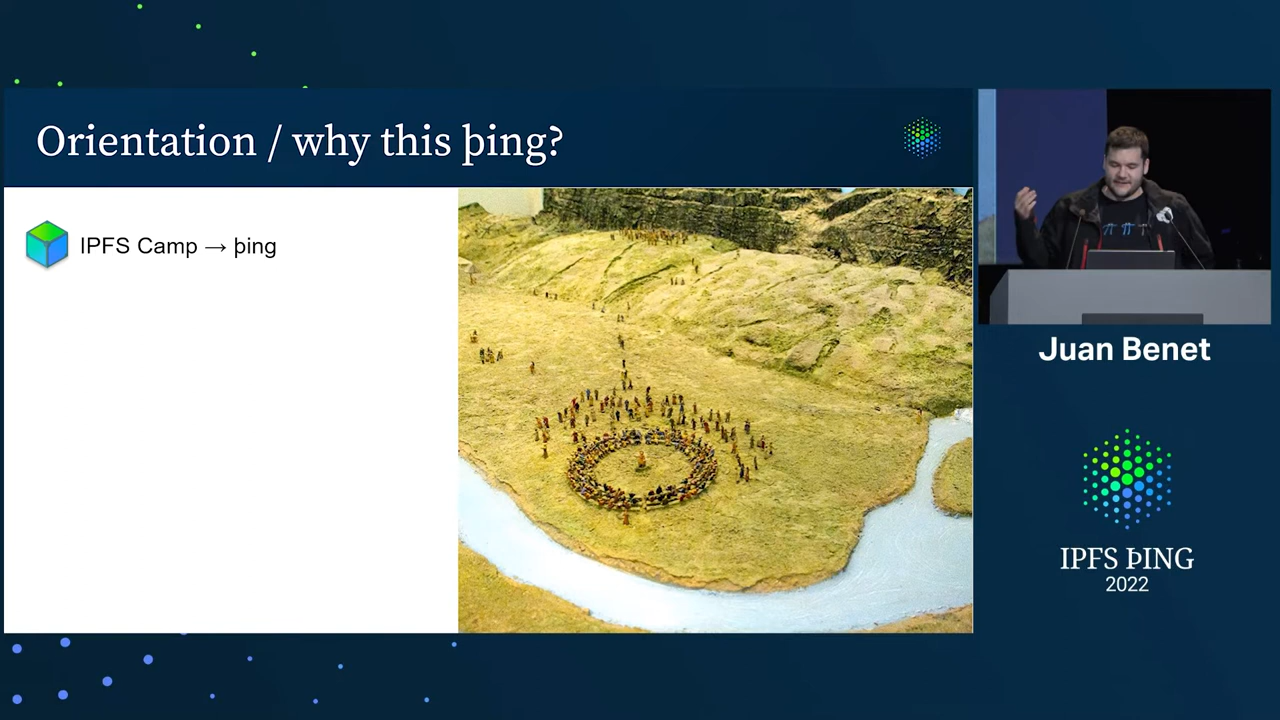 Orientation / why this þing?
IPFS Camp → þing
Juan Benet
IPFS ÞING
2022